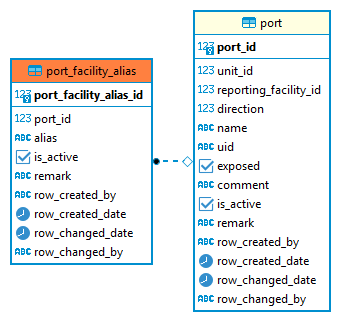 port_facility_alias
123 port_facility_alias_id
123 port_id
ABC alias
is_active
ABC remark
ABC row_created_by
row_created_date
row_changed_date
ABC row_changed_by
port
123 port_id
123 unit_id
123 reporting_facility_id
123 direction
ABC name
ABC uid
exposed
ABC comment
is_active
ABC remark
ABC row_created_by
row_created_date
row_changed_date
ABC row_changed_by